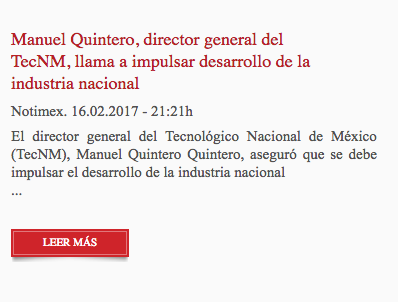 Manuel Quintero, director general del
TecNM, llama a impulsar desarrollo de la
industria nacional
Notimex. 16.02.2017 - 21:21h
El director general del Tecnológico Nacional de México
(TecNM), Manuel Quintero Quintero, aseguró que se debe
impulsar el desarrollo de la industria nacional
...
LEER MÁS